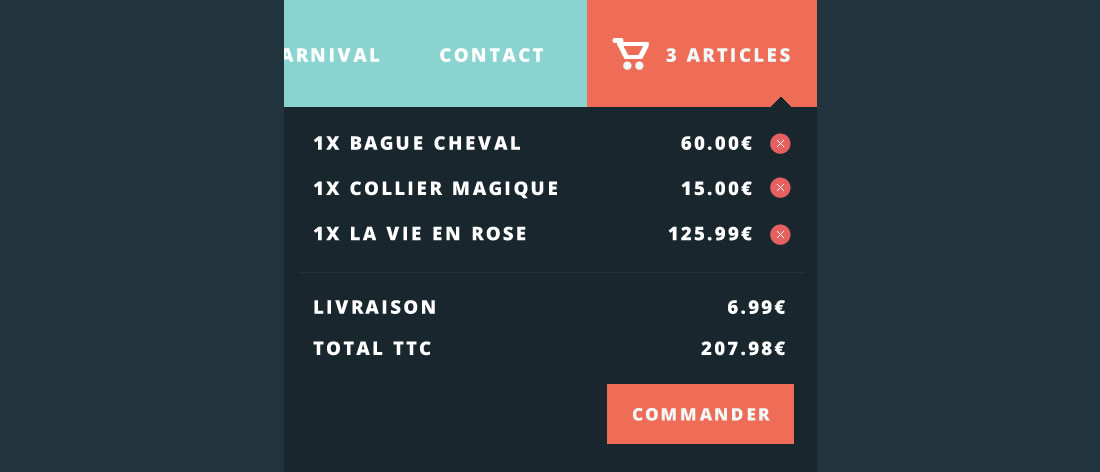 ARNIVAL CONTACT 3 ARTICLES
1X BAGUE CHEVAL 60.00€
1X COLLIER MAGIQUE 15.00€
1X LA VIE EN ROSE 125.99€
LIVRAISON 6.99€
TOTAL TTC 207.98€
COMMANDER